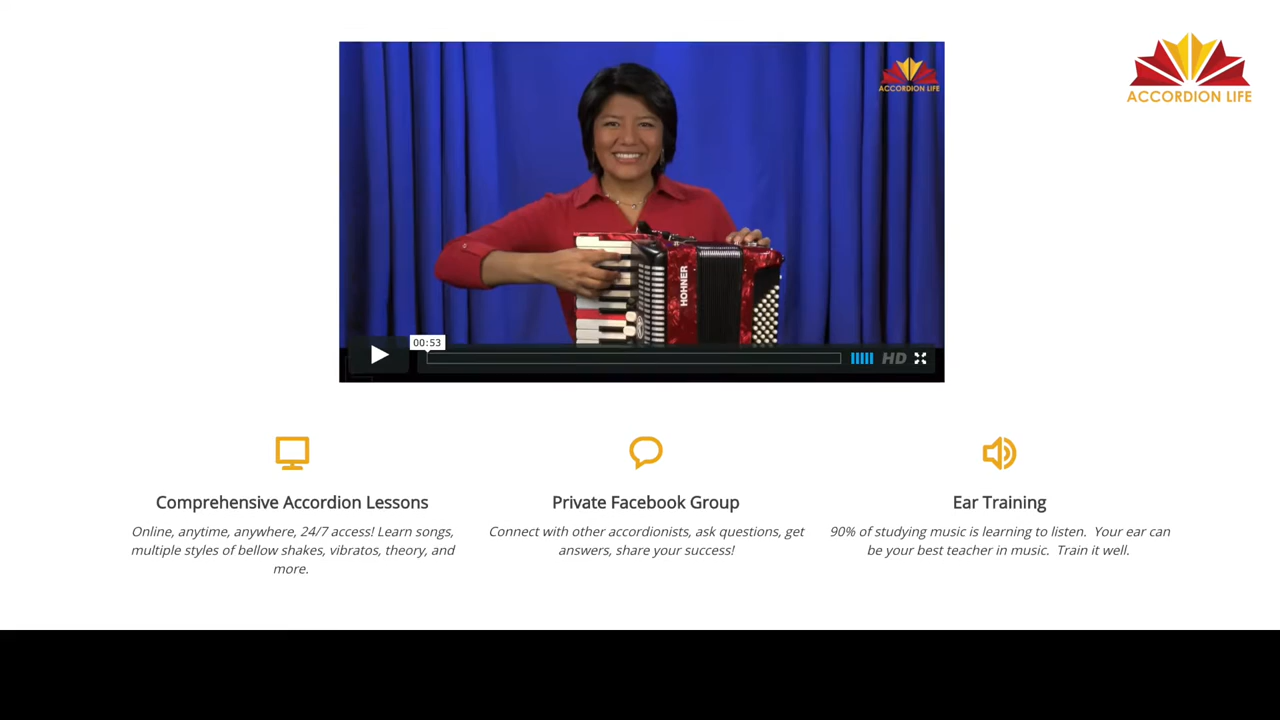 ACCORDION LIFE
ACCORDION LIFE
HOHNER
00:53
HD
Comprehensive Accordion Lessons
Online, anytime, anywhere, 24/7 access! Learn songs,
multiple styles of bellow shakes, vibratos, theory, and
more.
Private Facebook Group
Connect with other accordionists, ask questions, get
answers, share your success!
Ear Training
90% of studying music is learning to listen.  Your ear can
be your best teacher in music.  Train it well.